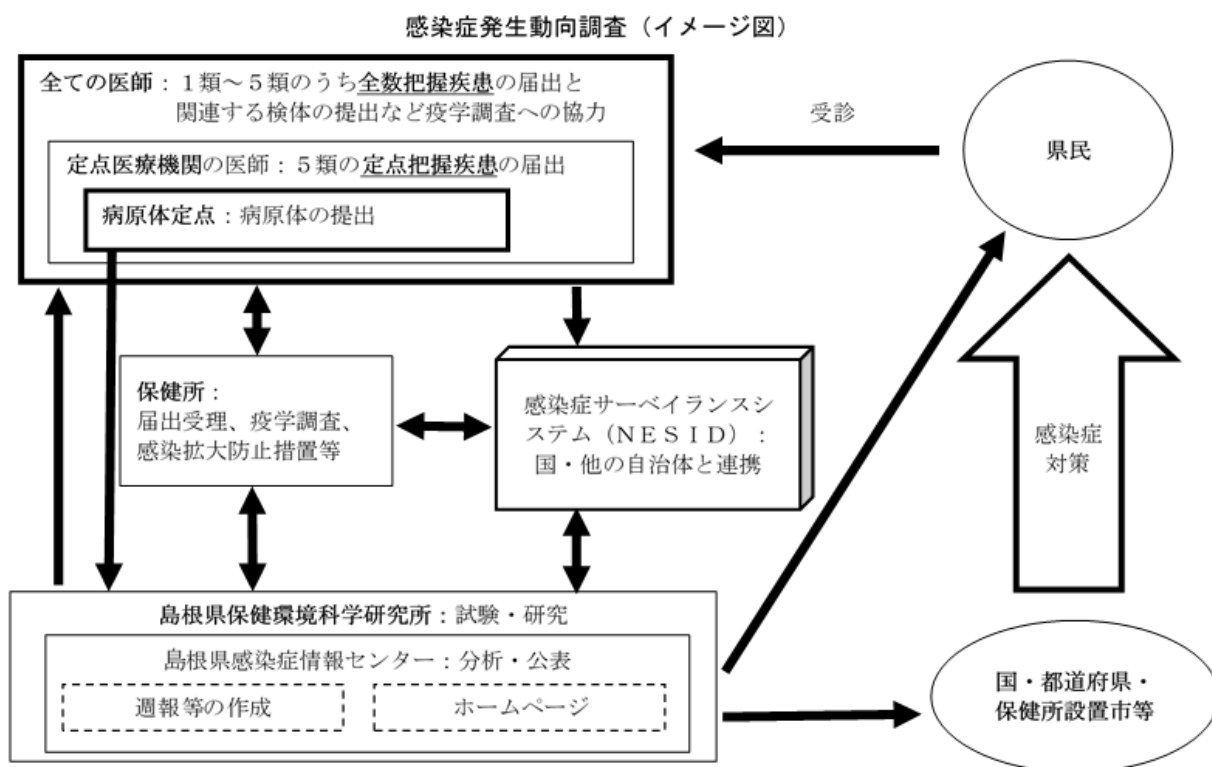 感染症発生動向調査（イメージ図）
全ての医師：１類～５類のうち全数把握疾患の届出と
関連する検体の提出など疫学調査への協力
定点医療機関の医師：５類の定点把握疾患の届出
病原体定点：病原体の提出
受診
県民
保健所：
届出受理、疫学調査、
感染拡大防止措置等
感染症サーベイランスシ
ステム（ＮＥＳＩＤ）：
国・他の自治体と連携
感染症
対策
島根県保健環境科学研究所：試験・研究
島根県感染症情報センター：分析・公表
週報等の作成
ホームページ
国・都道府県・
保健所設置市等